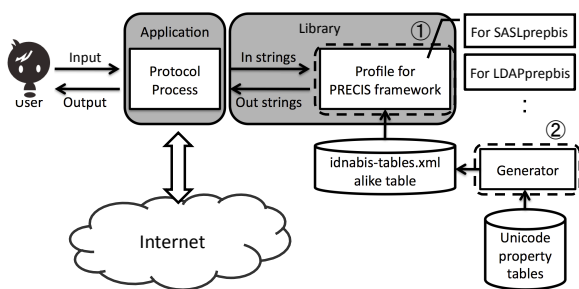 Application
Library
①
For SASLprepbis
Input
Protocol
Process
In strings
Profile for
PRECIS framework
User
Output
Out strings
For LDAPprepbis
:
②
idnabis-tables.xml
alike table
Generator
Internet
Unicode
property
tables